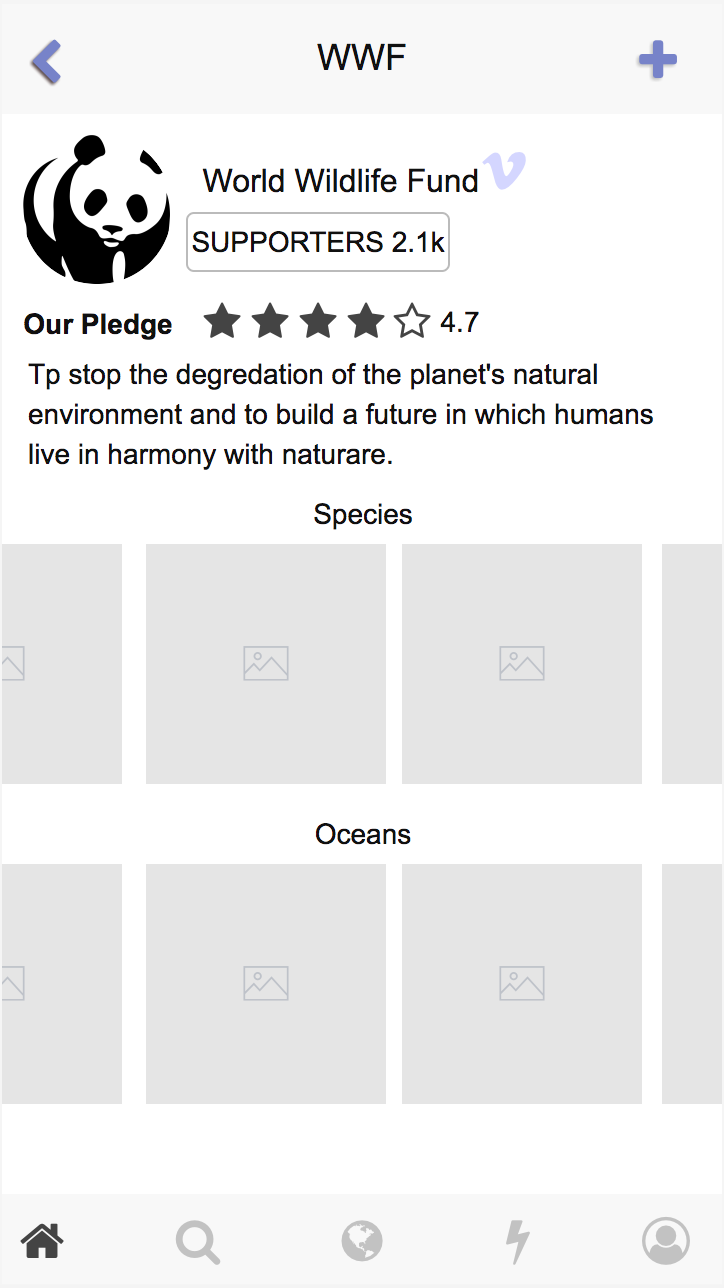 WWF
World Wildlife Fund
SUPPORTERS 2.1k
Our Pledge 4.7
Tp stop the degredation of the planet's natural
environment and to build a future in which humans
live in harmony with naturare.
Species
Oceans